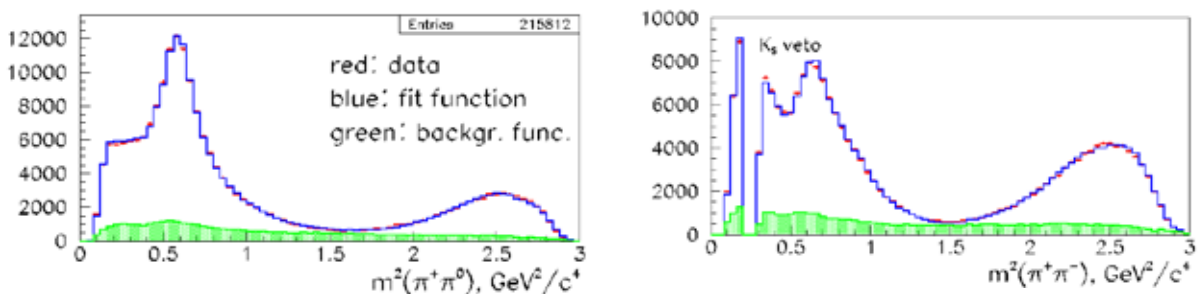 Entries 215812
12000
10000
8000
6000
4000
2000
0
red: data
blue: fit function
green: backgr. func.
0 0.5 1 1.5 2 2.5 3
m²(π⁺π⁰), GeV²/c⁴
10000
8000
6000
4000
2000
0
Kₛ veto
0 0.5 1 1.5 2 2.5 3
m²(π⁺π⁻), GeV²/c⁴